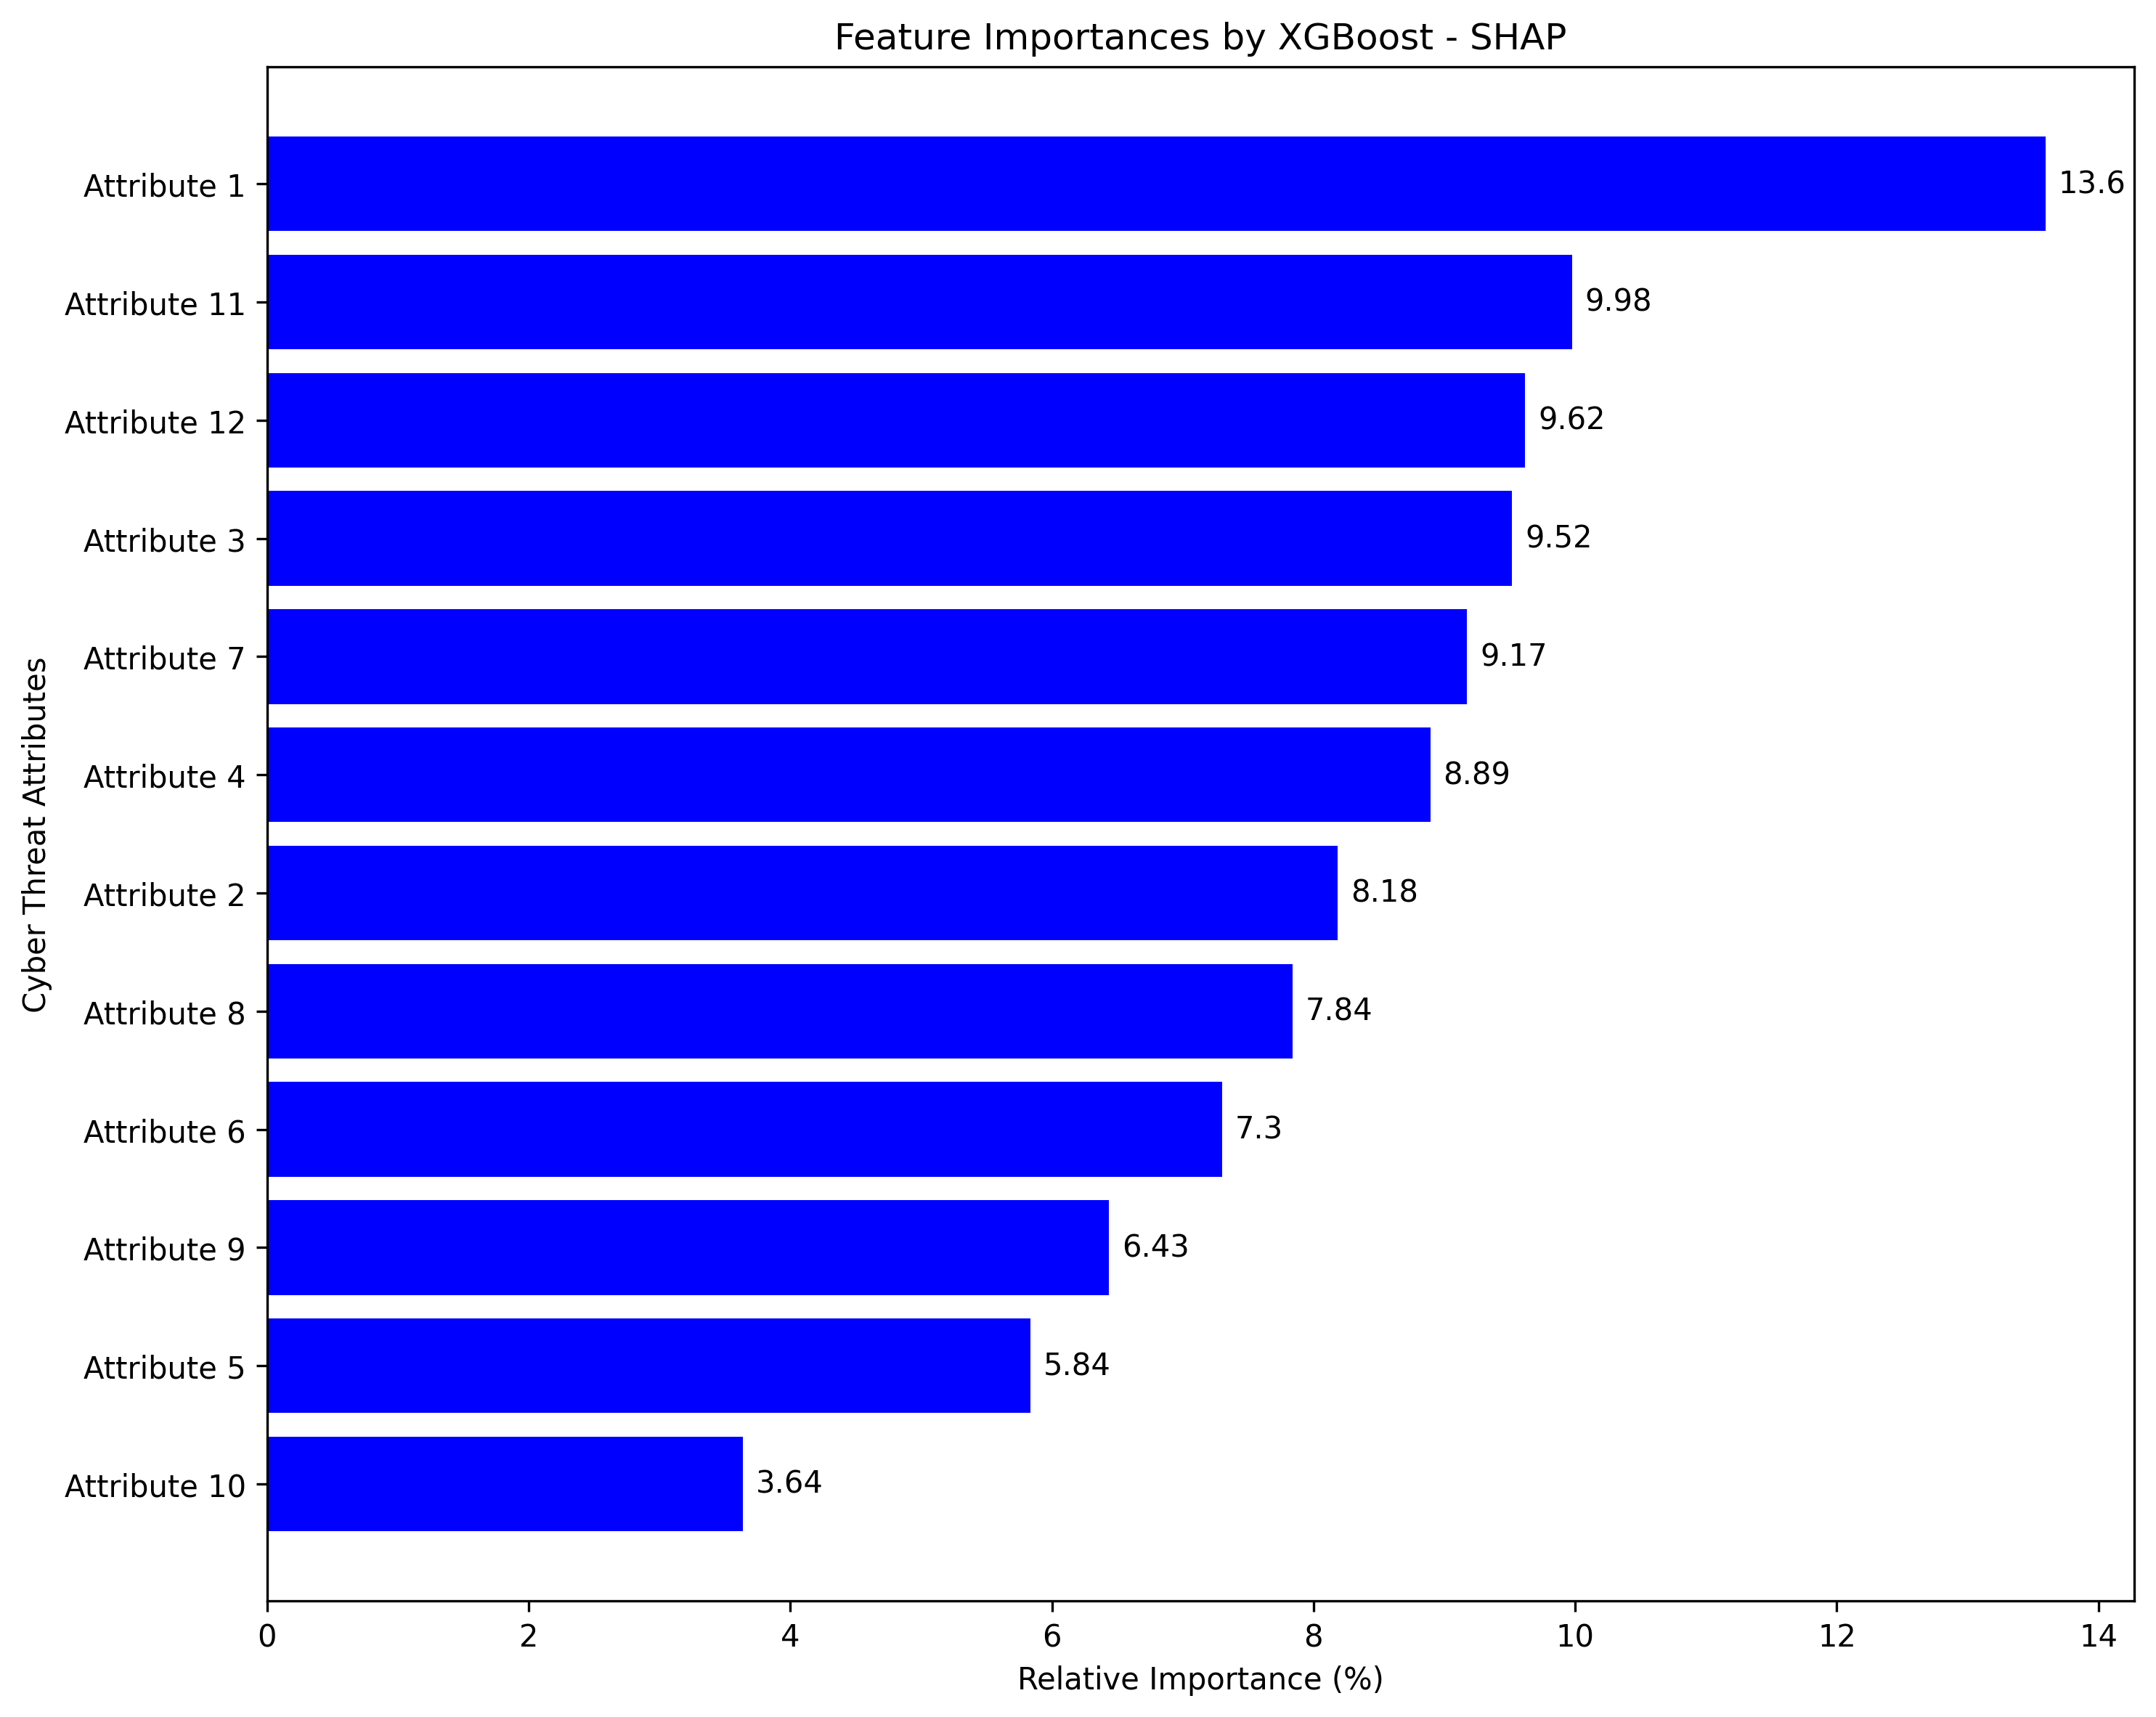 Feature Importances by XGBoost - SHAP
Cyber Threat Attributes
Attribute 1 13.6
Attribute 11 9.98
Attribute 12 9.62
Attribute 3 9.52
Attribute 7 9.17
Attribute 4 8.89
Attribute 2 8.18
Attribute 8 7.84
Attribute 6 7.3
Attribute 9 6.43
Attribute 5 5.84
Attribute 10 3.64
0 2 4 6 8 10 12 14
Relative Importance (%)